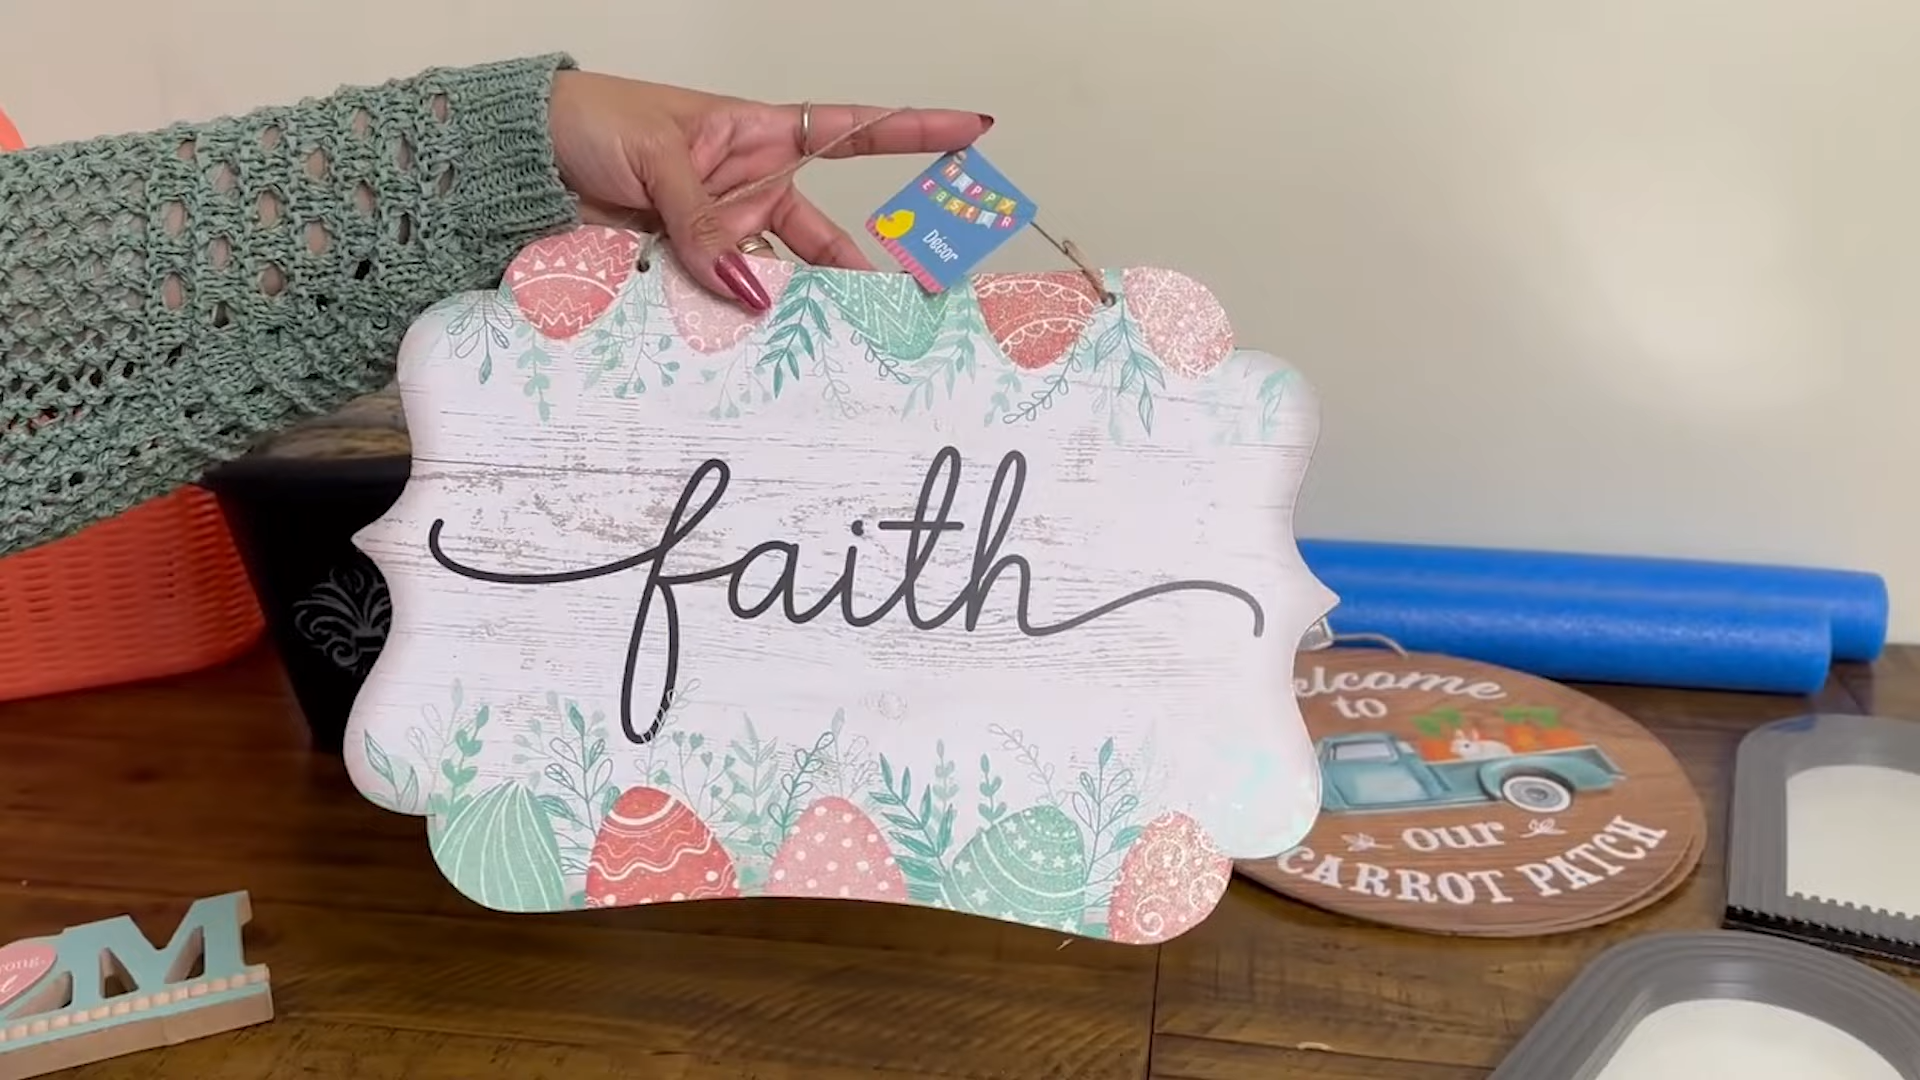 HAPPY
EASTER
Décor
faith
elcome
to
our
CARROT PATCH
M